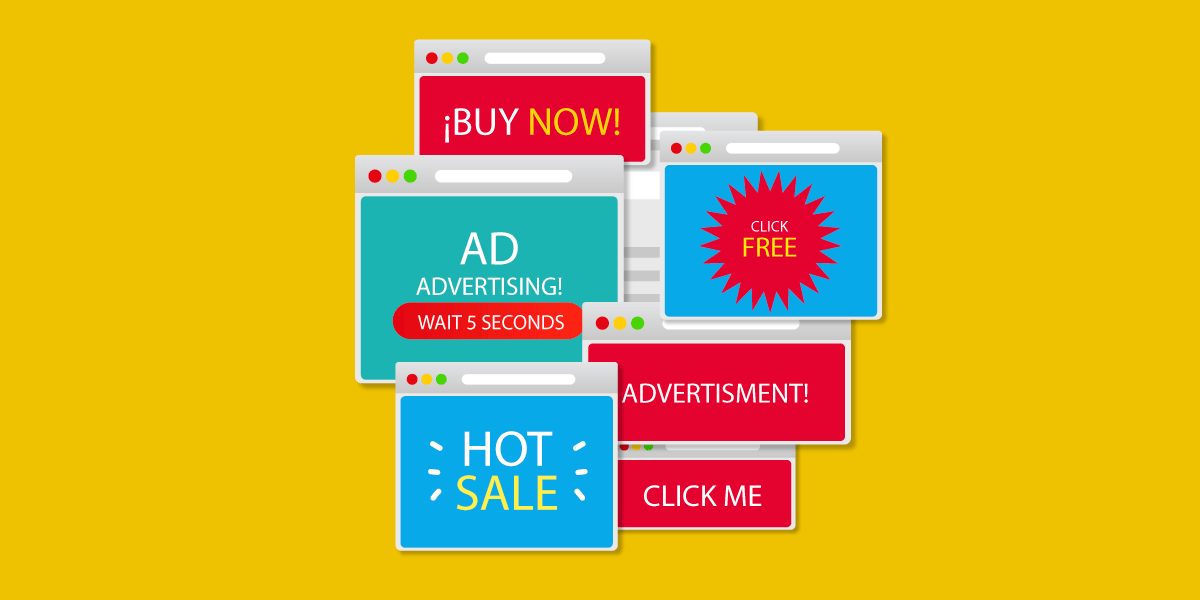 ¡BUY NOW!
AD
ADVERTISING!
WAIT 5 SECONDS
CLICK
FREE
ADVERTISMENT!
HOT
SALE
CLICK ME